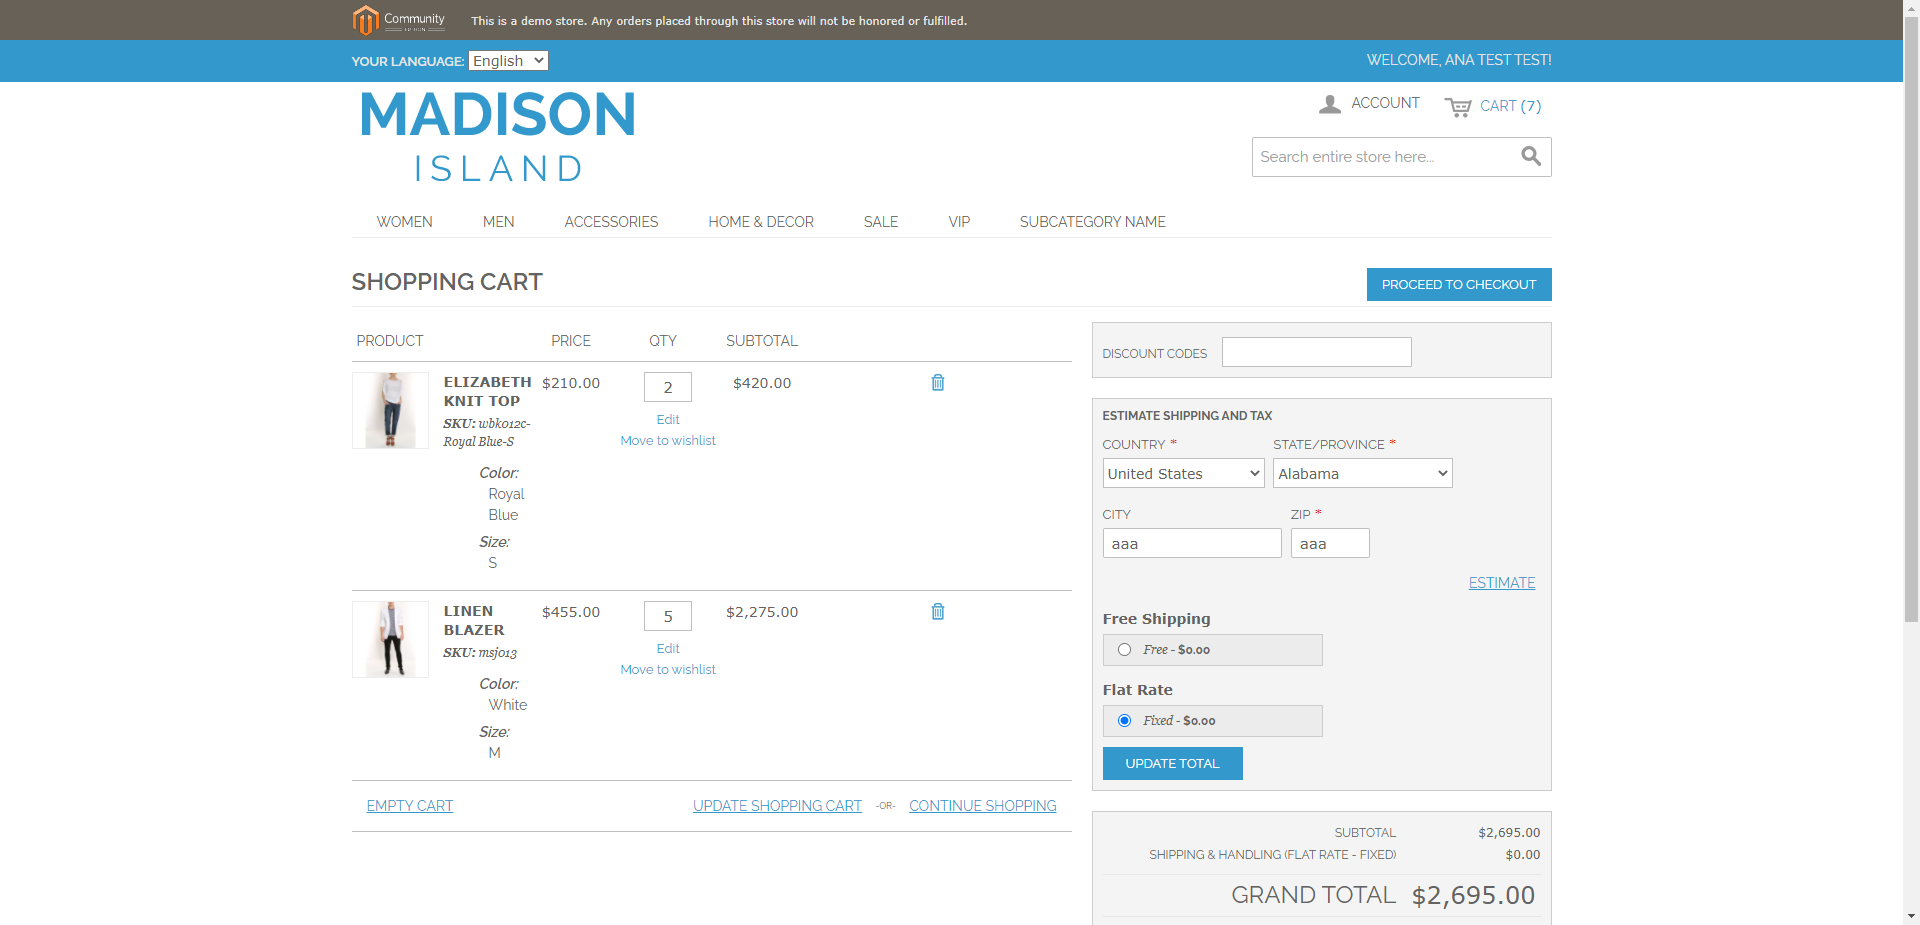 Community
EDITION
This is a demo store. Any orders placed through this store will not be honored or fulfilled.
YOUR LANGUAGE: English
WELCOME, ANA TEST TEST!
MADISON
ISLAND
ACCOUNT CART (7)
Search entire store here...
WOMEN MEN ACCESSORIES HOME & DECOR SALE VIP SUBCATEGORY NAME
SHOPPING CART
PROCEED TO CHECKOUT
PRODUCT PRICE QTY SUBTOTAL
ELIZABETH KNIT TOP $210.00 2 $420.00
SKU: wbk012c-
Royal Blue-S
Edit
Move to wishlist
Color:
Royal
Blue
Size:
S
LINEN BLAZER $455.00 5 $2,275.00
SKU: msj013
Edit
Move to wishlist
Color:
White
Size:
M
EMPTY CART UPDATE SHOPPING CART -OR- CONTINUE SHOPPING
DISCOUNT CODES
ESTIMATE SHIPPING AND TAX
COUNTRY * STATE/PROVINCE *
United States Alabama
CITY ZIP *
aaa aaa
ESTIMATE
Free Shipping
Free - $0.00
Flat Rate
Fixed - $0.00
UPDATE TOTAL
SUBTOTAL $2,695.00
SHIPPING & HANDLING (FLAT RATE - FIXED) $0.00
GRAND TOTAL $2,695.00